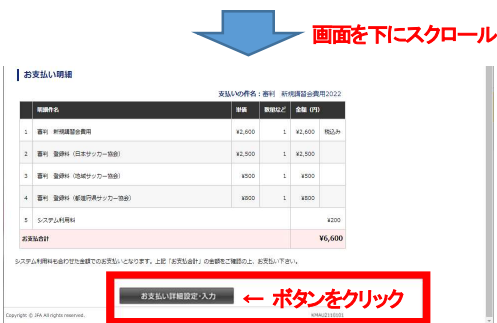 画面を下にスクロール
お支払い明細
支払いの件名：審判　新規講習会費用2022
明細件名 単価 数量など 金額（円）
1 審判　新規講習会費用 ¥2,600 1 ¥2,600 税込み
2 審判　登録料（日本サッカー協会） ¥2,500 1 ¥2,500
3 審判　登録料（地域サッカー協会） ¥500 1 ¥500
4 審判　登録料（都道府県サッカー協会） ¥800 1 ¥800
5 システム利用料 ¥200
お支払合計 ¥6,600
システム利用料も合わせた金額でのお支払いとなります。上記「お支払合計」の金額をご確認の上、お支払い下さい。
お支払い詳細設定・入力 ← ボタンをクリック
Copyright © JFA All rights reserved. KMAU2110101